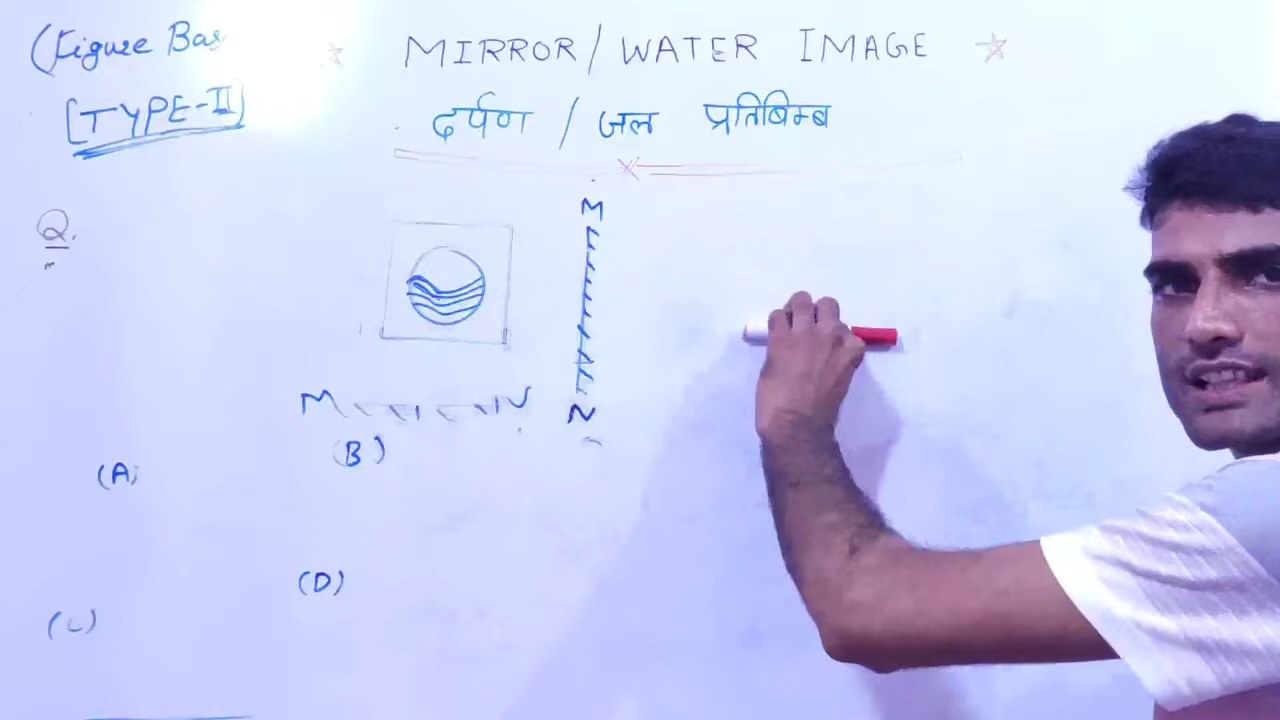 (Figure Bas
MIRROR/WATER IMAGE
[TYPE-II]
दर्पण / जल प्रतिबिम्ब
Q.
M
N
M N
(A)
(B)
(C)
(D)